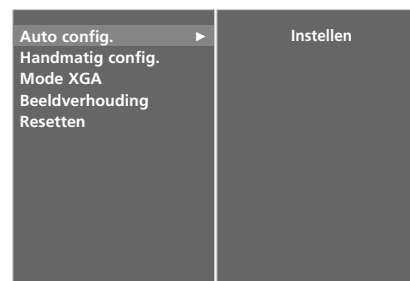 Auto config. ► Instellen
Handmatig config.
Mode XGA
Beeldverhouding
Resetten